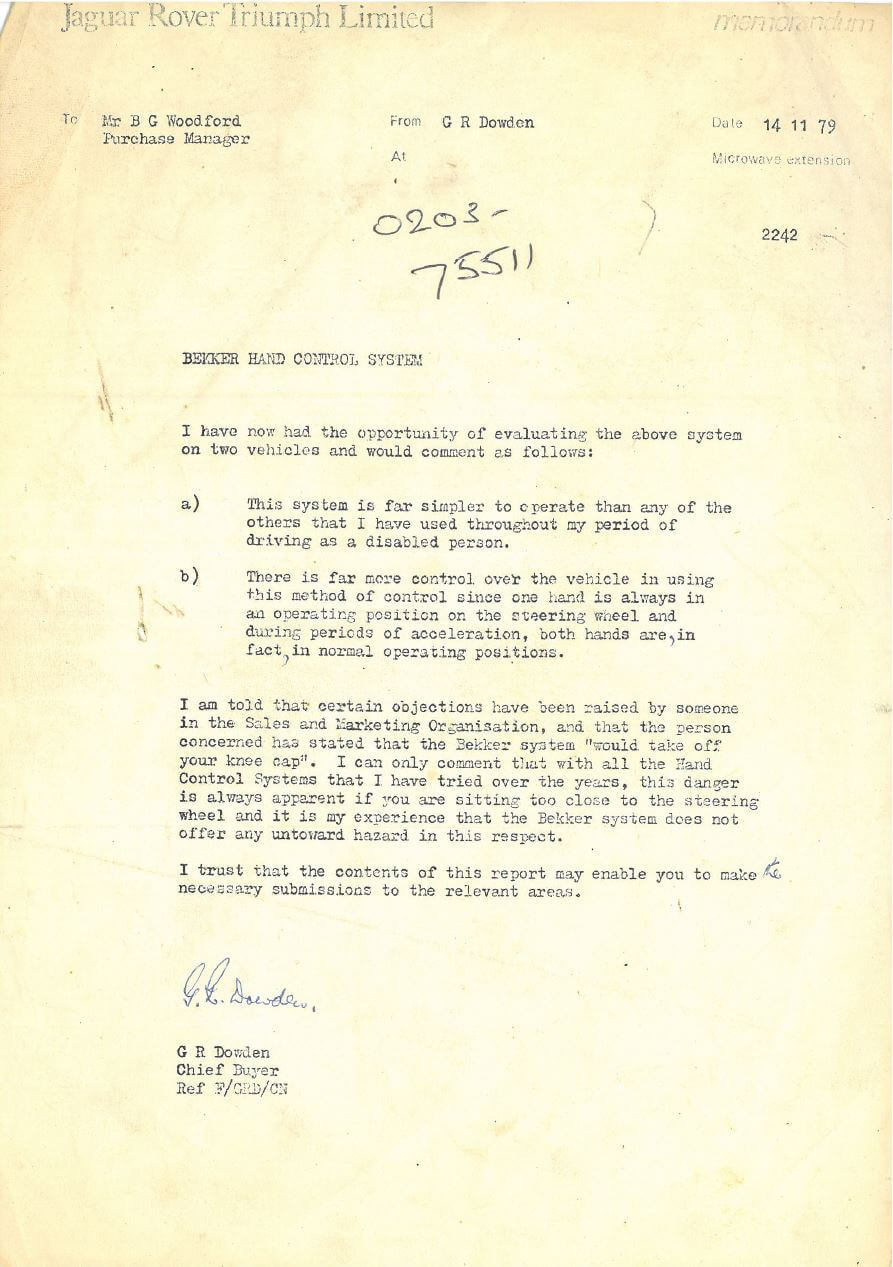 Jaguar Rover Triumph Limited
memorandum
To Mr B G Woodford
Purchase Manager
From G R Dowden
At
Date 14 11 79
Microwave extension
2242
0203-
75511
BEKKER HAND CONTROL SYSTEM
I have now had the opportunity of evaluating the above system
on two vehicles and would comment as follows:
a) This system is far simpler to operate than any of the
others that I have used throughout my period of
driving as a disabled person.
b) There is far more control over the vehicle in using
this method of control since one hand is always in
an operating position on the steering wheel and
during periods of acceleration, both hands are, in
fact, in normal operating positions.
I am told that certain objections have been raised by someone
in the Sales and Marketing Organisation, and that the person
concerned has stated that the Bekker system "would take off
your knee cap". I can only comment that with all the Hand
Control Systems that I have tried over the years, this danger
is always apparent if you are sitting too close to the steering
wheel and it is my experience that the Bekker system does not
offer any untoward hazard in this respect.
I trust that the contents of this report may enable you to make the
necessary submissions to the relevant areas.
G.R. Dowden.
G R Dowden
Chief Buyer
Ref F/GRD/CN